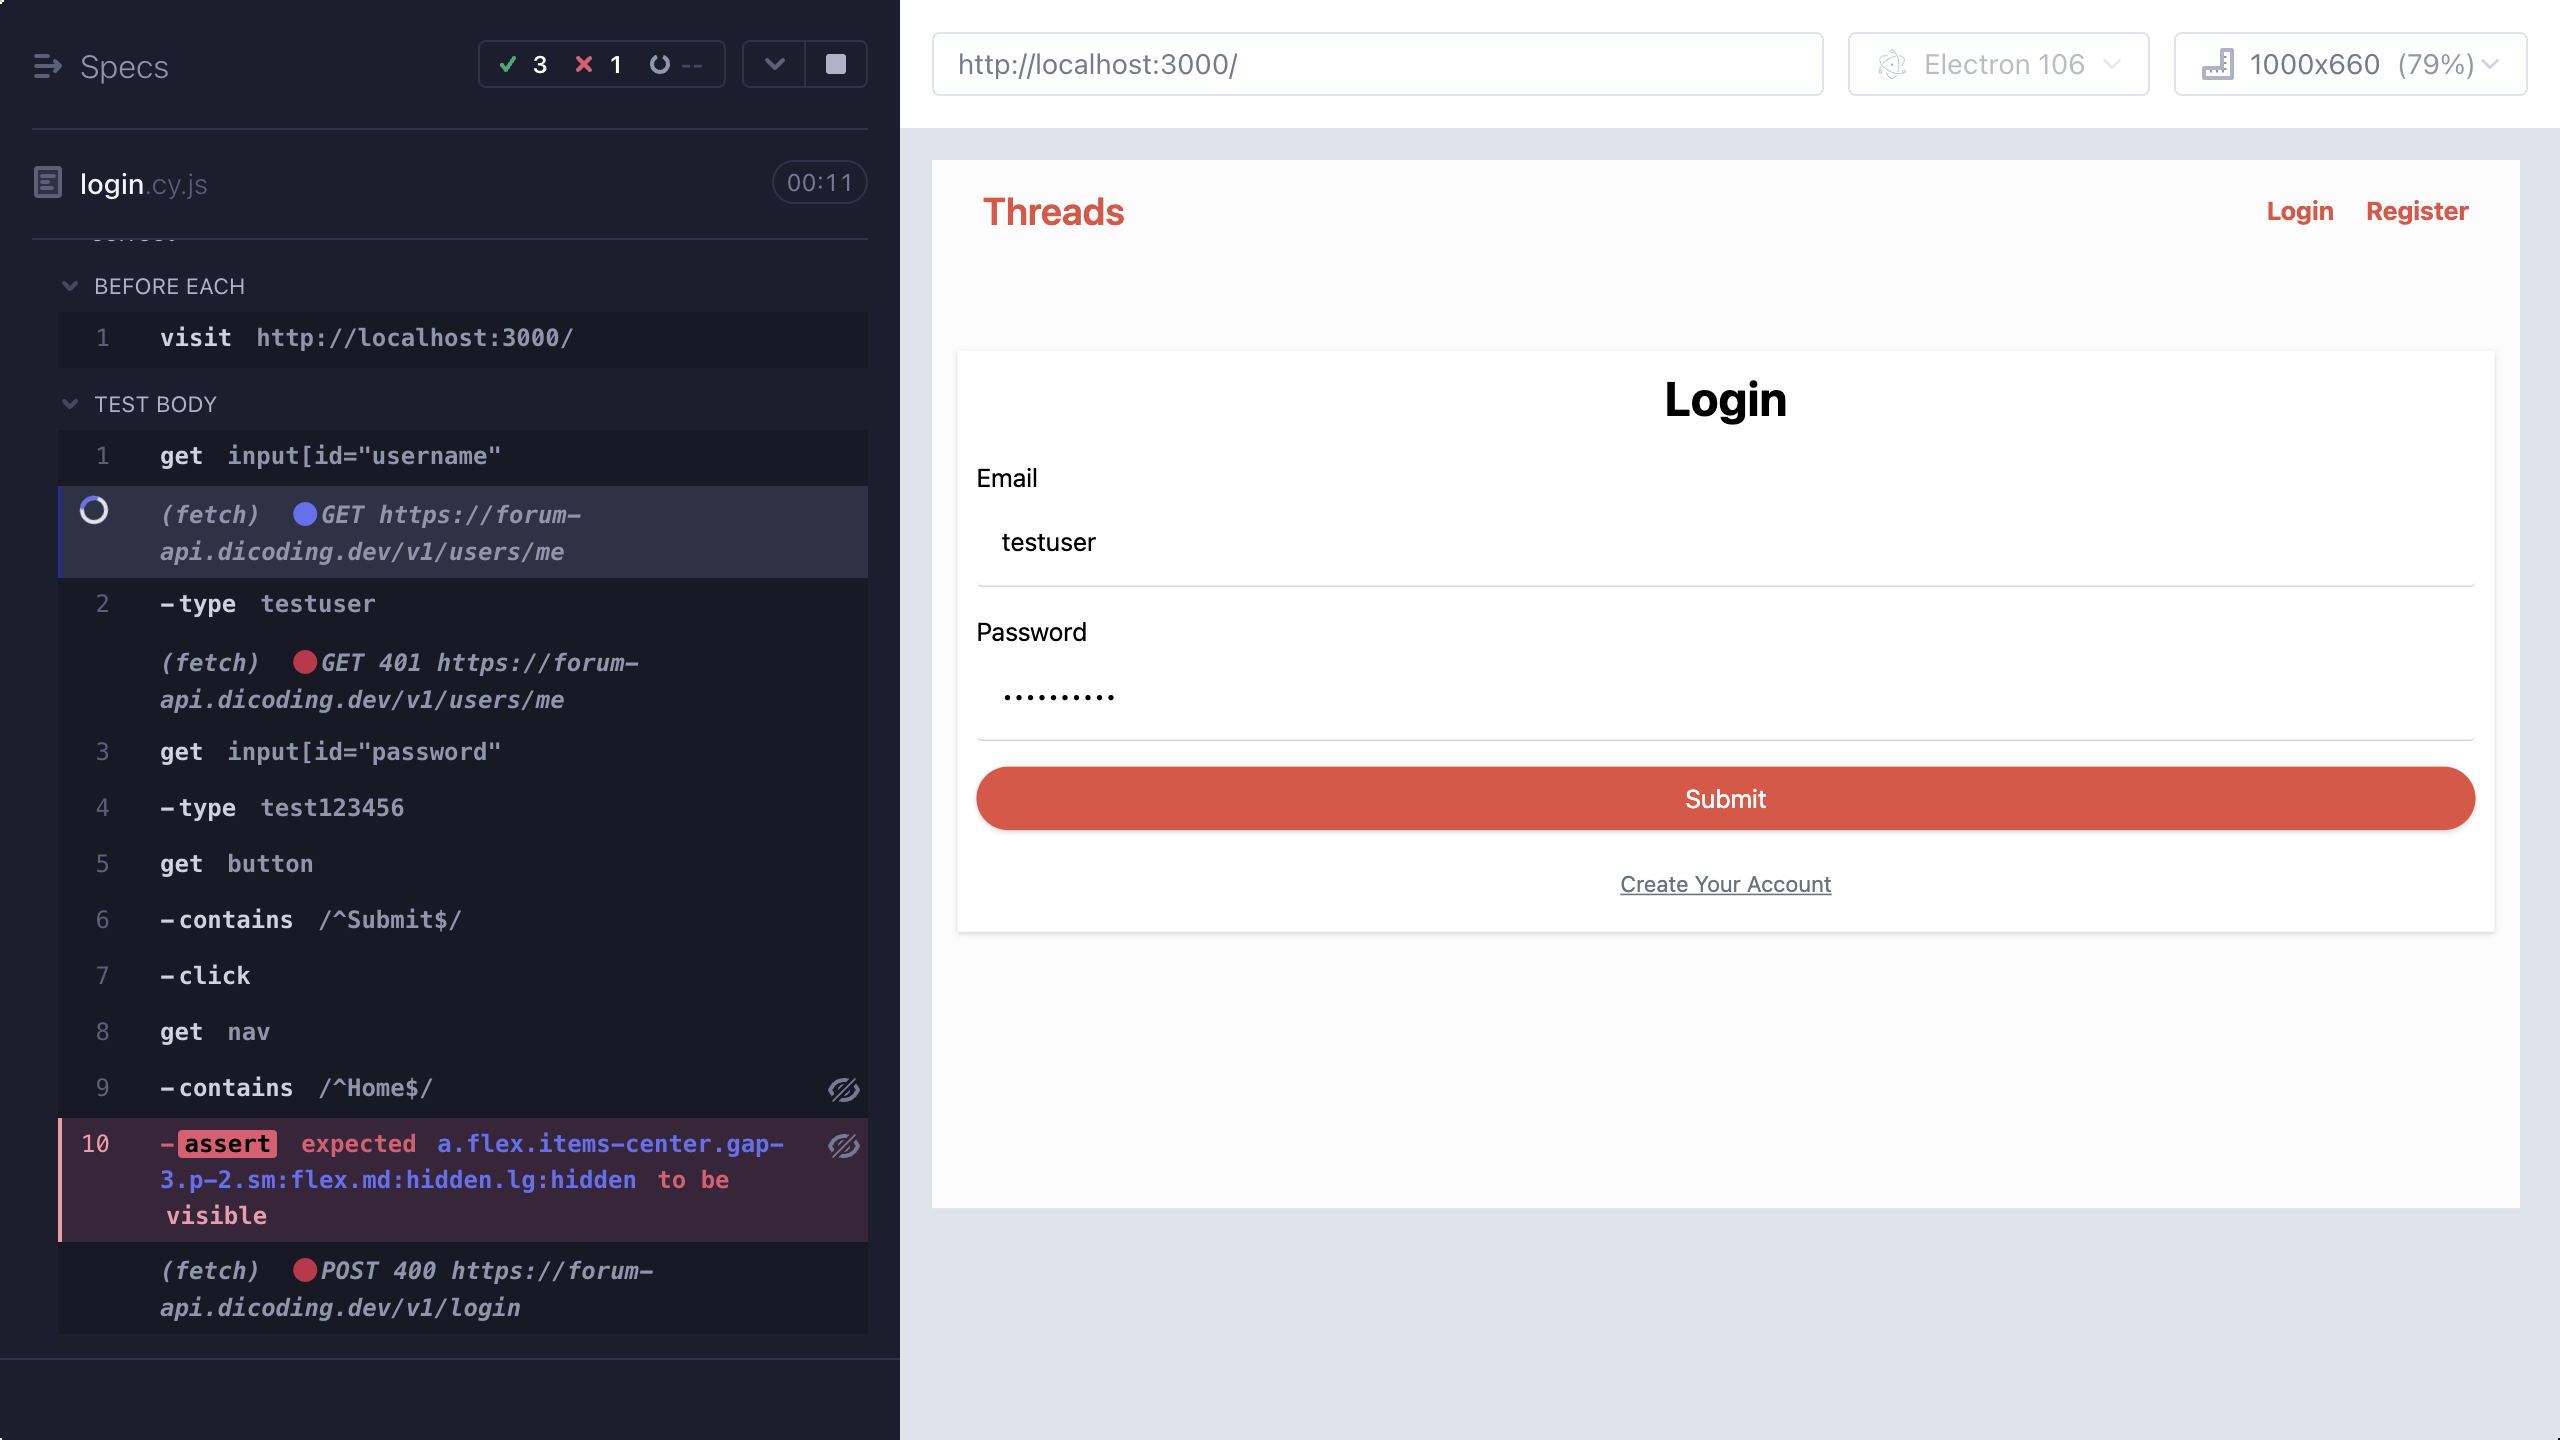 Specs
3 1 --
login.cy.js
00:11
BEFORE EACH
1 visit http://localhost:3000/
TEST BODY
1 get input[id="username"
(fetch) GET https://forum-
api.dicoding.dev/v1/users/me
2 -type testuser
(fetch) GET 401 https://forum-
api.dicoding.dev/v1/users/me
3 get input[id="password"
4 -type test123456
5 get button
6 -contains /^Submit$/
7 -click
8 get nav
9 -contains /^Home$/
10 -assert expected a.flex.items-center.gap-
3.p-2.sm:flex.md:hidden.lg:hidden to be
visible
(fetch) POST 400 https://forum-
api.dicoding.dev/v1/login
http://localhost:3000/
Electron 106
1000x660 (79%)
Threads
Login Register
Login
Email
testuser
Password
••••••••••
Submit
Create Your Account